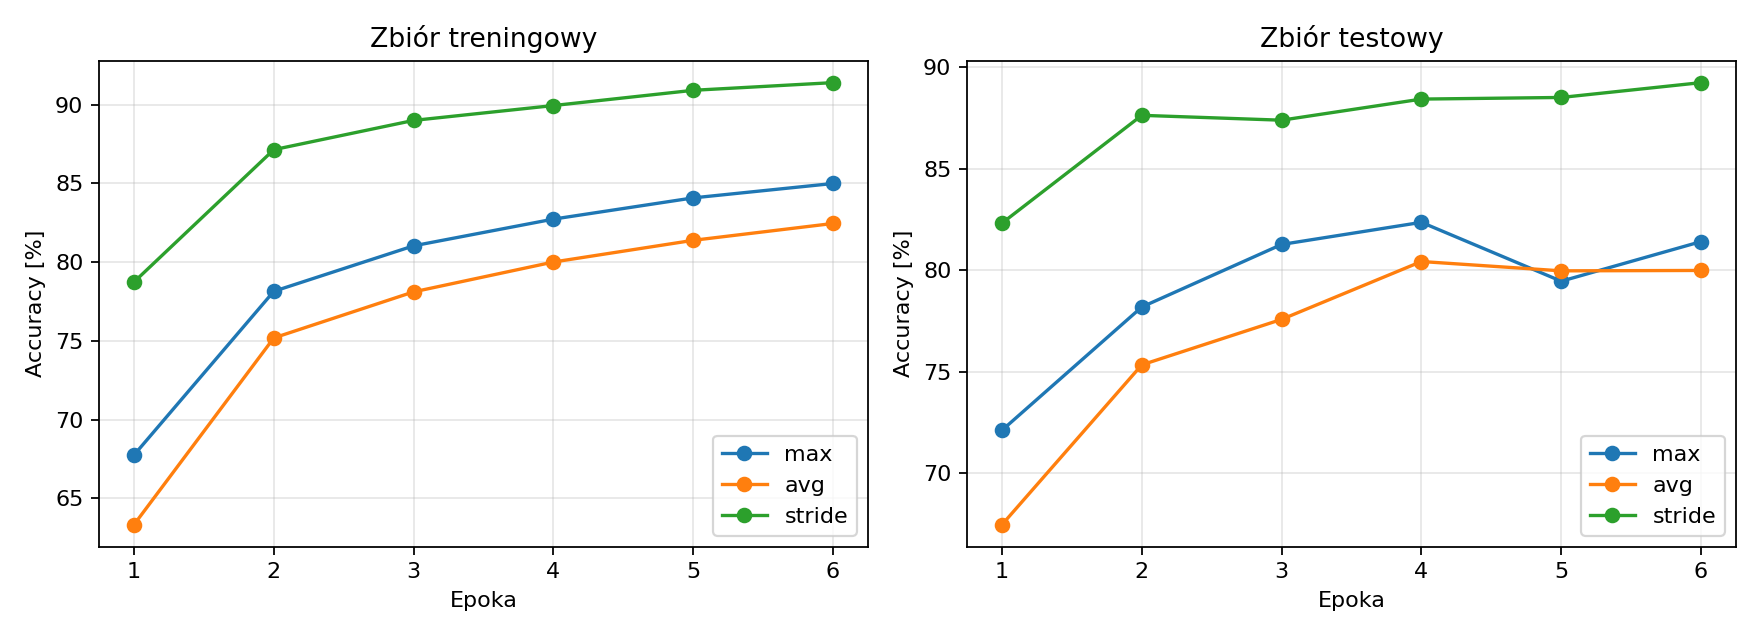 Zbiór treningowy
Accuracy [%]
90
85
80
75
70
65
max
avg
stride
1 2 3 4 5 6
Epoka
Zbiór testowy
Accuracy [%]
90
85
80
75
70
max
avg
stride
1 2 3 4 5 6
Epoka